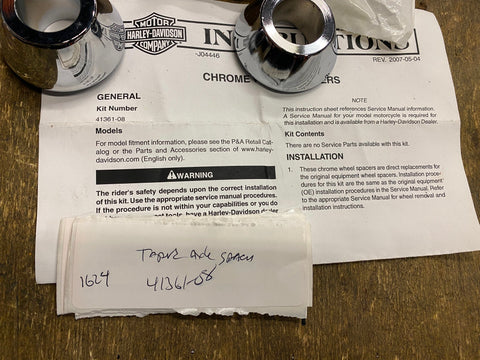 MOTOR
HARLEY-DAVIDSON
COMPANY
INSTRUCTIONS
-J04446
REV. 2007-05-04
CHROME
GENERAL
Kit Number
41361-08
Models
For model fitment information, please see the P&A Retail Cat-
alog or the Parts and Accessories section of www.harley-
davidson.com (English only).
WARNING
The rider's safety depends upon the correct installation
of this kit. Use the appropriate service manual procedures.
If the procedure is not within your capabilities or you do
tools, have a Harley-Davidson dealer
NOTE
This instruction sheet references Service Manual information.
A Service Manual for your model motorcycle is required for
this installation and is available from a Harley-Davidson Dealer.
Kit Contents
There are no Service Parts available with this kit.
INSTALLATION
1. These chrome wheel spacers are direct replacements for
the original equipment wheel spacers. Installation proce-
dures for this kit are the same as the original equipment
(OE) installation procedures in the Service Manual. Refer
to the appropriate Service Manual for wheel removal and
installation instructions.
1624
41361-08